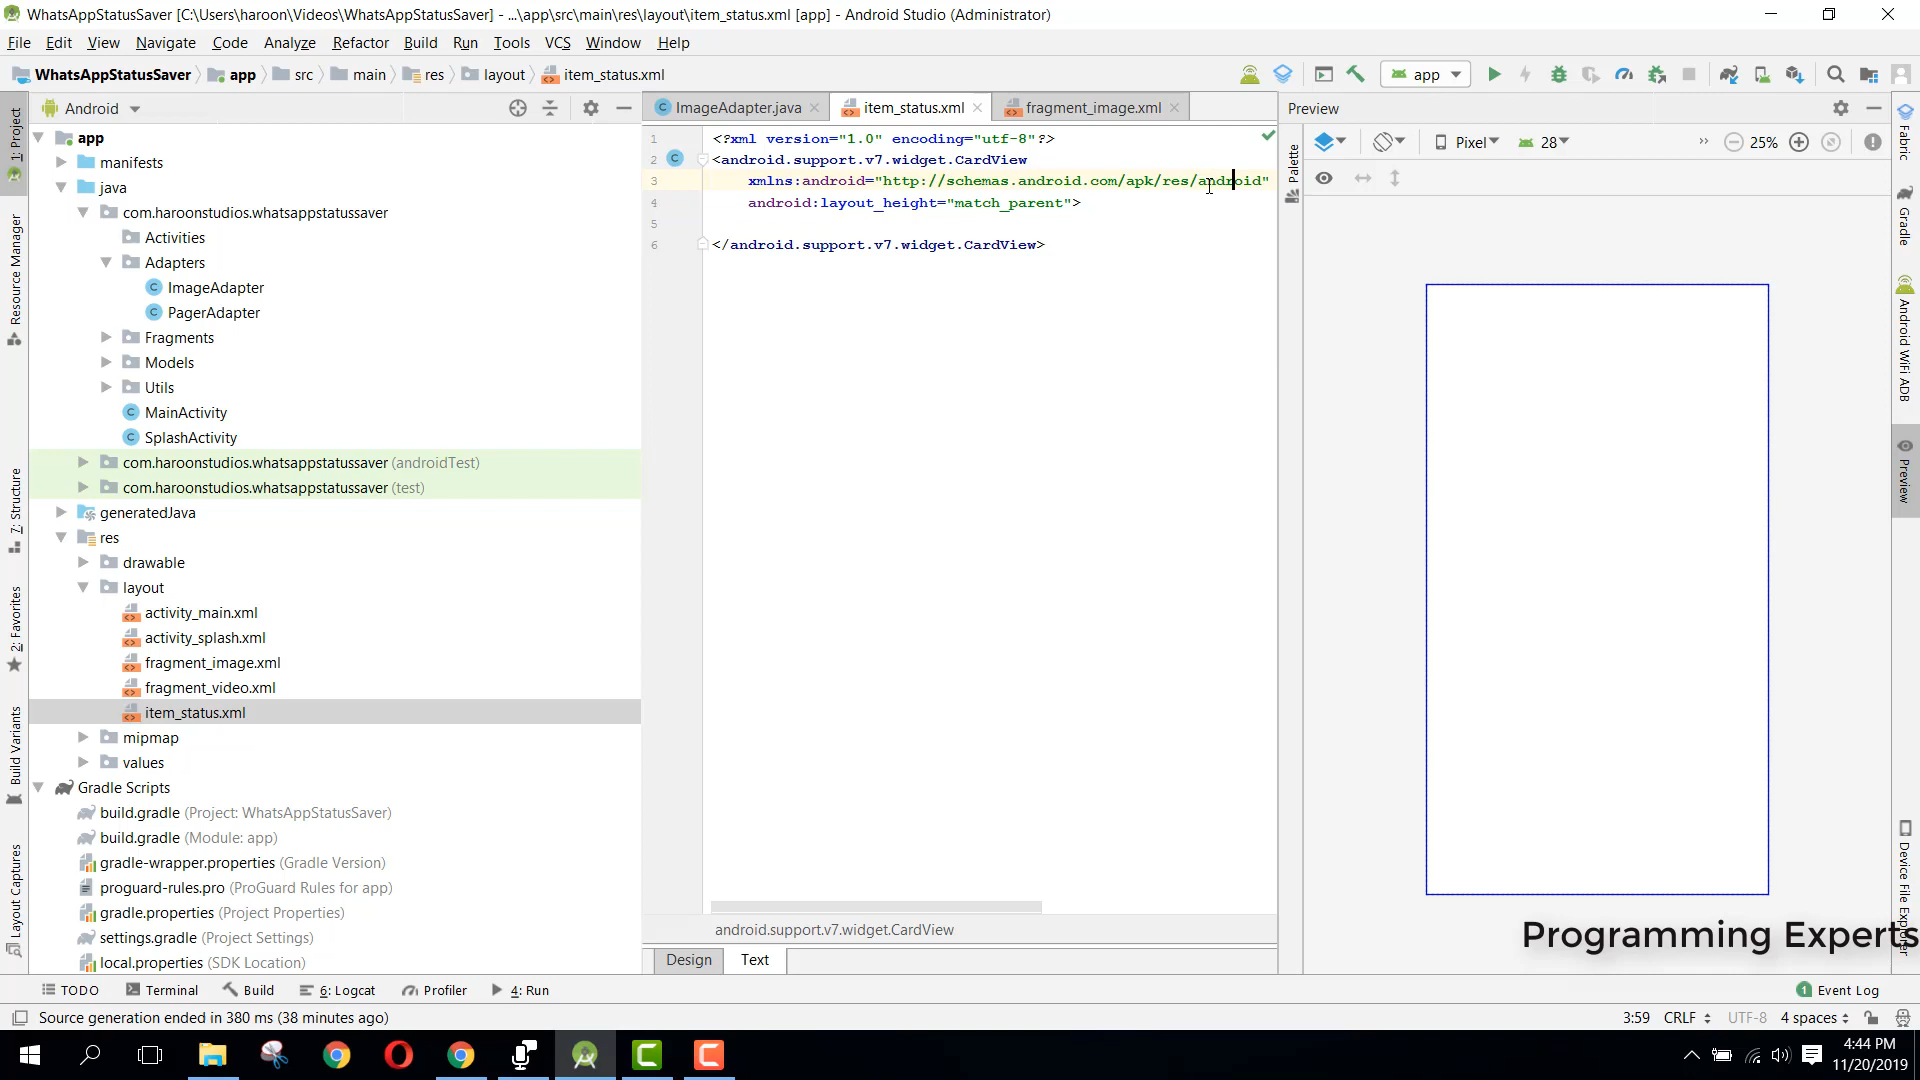 WhatsAppStatusSaver [C:\Users\haroon\Videos\WhatsAppStatusSaver] - ...\app\src\main\res\layout\item_status.xml [app] - Android Studio (Administrator)
File Edit View Navigate Code Analyze Refactor Build Run Tools VCS Window Help
WhatsAppStatusSaver app src main res layout item_status.xml
app
Android
ImageAdapter.java
item_status.xml
fragment_image.xml
Preview
1: Project
Resource Manager
7: Structure
2: Favorites
Build Variants
Layout Captures
app
manifests
java
com.haroonstudios.whatsappstatussaver
Activities
Adapters
ImageAdapter
PagerAdapter
Fragments
Models
Utils
MainActivity
SplashActivity
com.haroonstudios.whatsappstatussaver (androidTest)
com.haroonstudios.whatsappstatussaver (test)
generatedJava
res
drawable
layout
activity_main.xml
activity_splash.xml
fragment_image.xml
fragment_video.xml
item_status.xml
mipmap
values
Gradle Scripts
build.gradle (Project: WhatsAppStatusSaver)
build.gradle (Module: app)
gradle-wrapper.properties (Gradle Version)
proguard-rules.pro (ProGuard Rules for app)
gradle.properties (Project Properties)
settings.gradle (Project Settings)
local.properties (SDK Location)
1 <?xml version="1.0" encoding="utf-8"?>
2 <android.support.v7.widget.CardView
3 xmlns:android="http://schemas.android.com/apk/res/android"
4 android:layout_height="match_parent">
5
6 </android.support.v7.widget.CardView>
android.support.v7.widget.CardView
Design Text
Palette
Pixel 28 25%
Fabric
Gradle
Android WiFi ADB
Preview
Device File Explorer
Programming Experts
TODO Terminal Build 6: Logcat Profiler 4: Run
1 Event Log
Source generation ended in 380 ms (38 minutes ago)
3:59 CRLF UTF-8 4 spaces
4:44 PM
11/20/2019